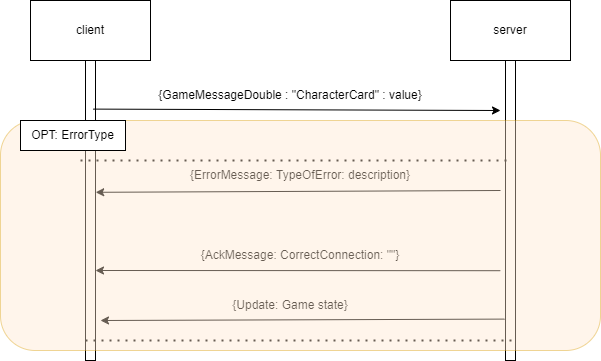 client
server
{GameMessageDouble : "CharacterCard" : value}
OPT: ErrorType
{ErrorMessage: TypeOfError: description}
{AckMessage: CorrectConnection: ""}
{Update: Game state}